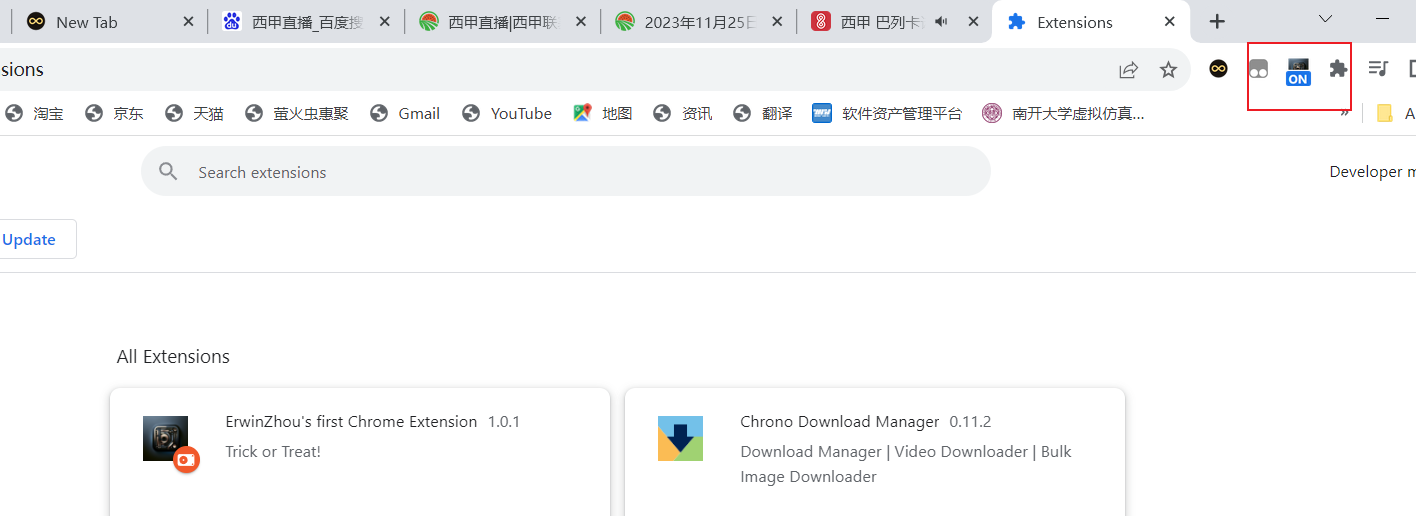 New Tab
西甲直播_百度搜
西甲直播|西甲联
2023年11月25日
西甲 巴列卡
Extensions
sions
ON
淘宝
京东
天猫
萤火虫惠聚
Gmail
YouTube
地图
资讯
翻译
软件资产管理平台
南开大学虚拟仿真...
»
A
Search extensions
Developer m
Update
All Extensions
ErwinZhou's first Chrome Extension 1.0.1
Trick or Treat!
Chrono Download Manager 0.11.2
Download Manager | Video Downloader | Bulk
Image Downloader